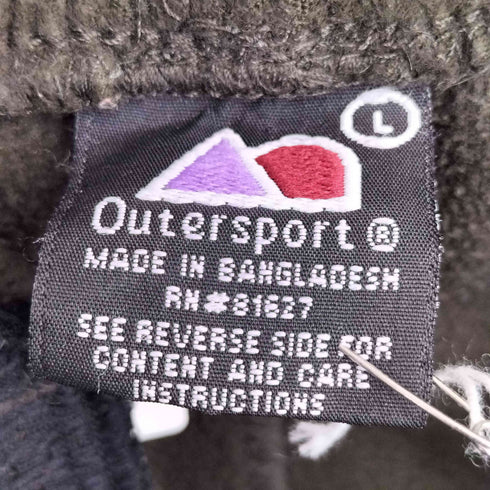 L
Outersport ®
MADE IN BANGLADESH
RN#81627
SEE REVERSE SIDE FOR
CONTENT AND CARE
INSTRUCTIONS